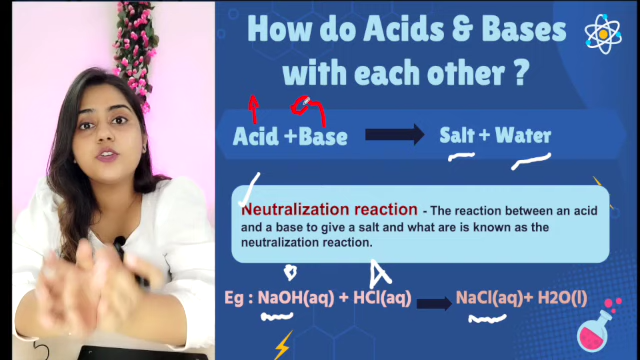 How do Acids & Bases
with each other ?
Acid + Base → Salt + Water
Neutralization reaction - The reaction between an acid
and a base to give a salt and what are is known as the
neutralization reaction.
B A
Eg : NaOH(aq) + HCl(aq) → NaCl(aq)+ H2O(l)